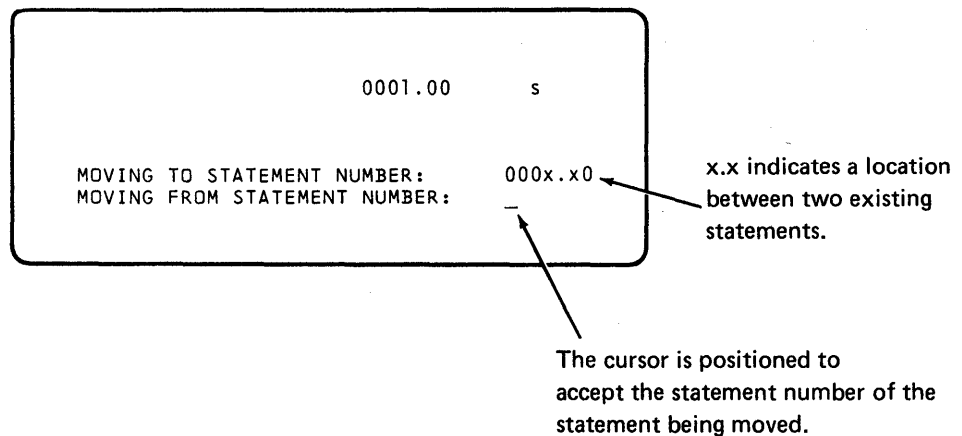 0001.00 s
MOVING TO STATEMENT NUMBER: 000x.x0
MOVING FROM STATEMENT NUMBER: _
x.x indicates a location
between two existing
statements.
The cursor is positioned to
accept the statement number of the
statement being moved.